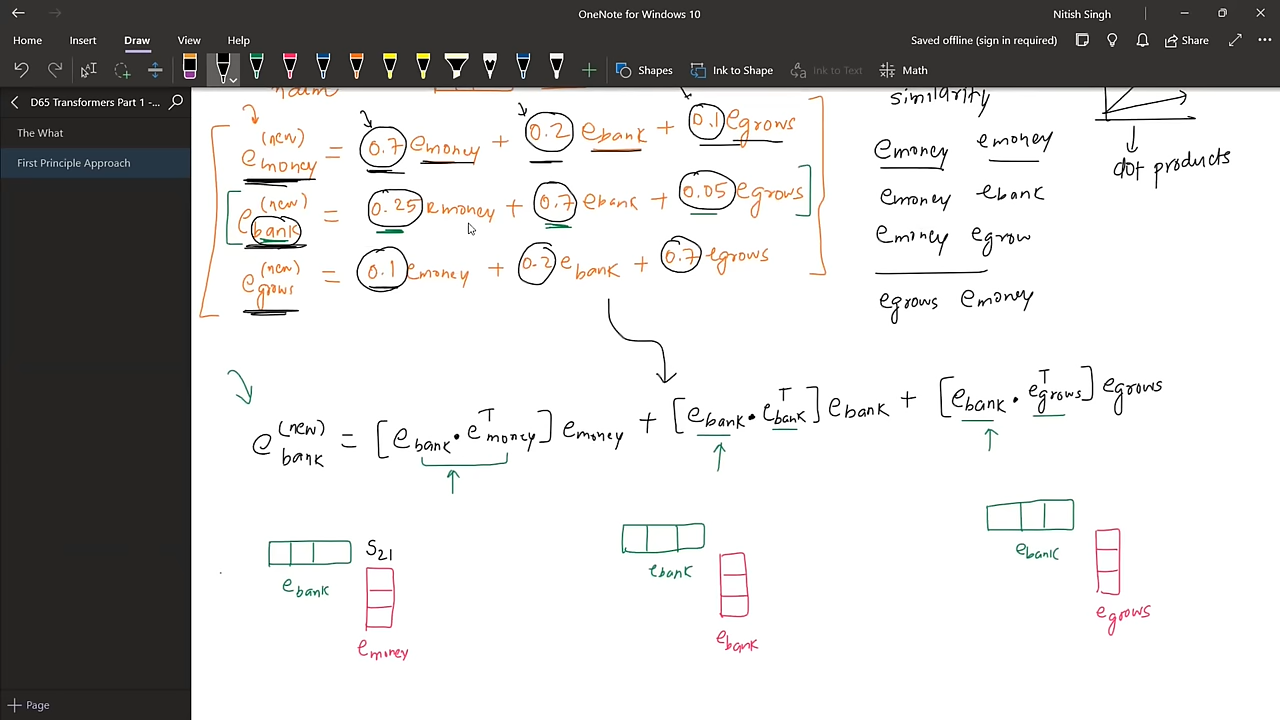 OneNote for Windows 10
Nitish Singh
Home Insert Draw View Help
Saved offline (sign in required)
Share
Shapes
Ink to Shape
Ink to Text
Math
D65 Transformers Part 1 -...
The What
First Principle Approach
Page
e money (new) = 0.7 emoney + 0.2 ebank + 0.1 egrows
e bank (new) = 0.25 emoney + 0.7 ebank + 0.05 egrows
e grows (new) = 0.1 emoney + 0.2 ebank + 0.7 egrows
similarity
emoney emoney
emoney ebank
eminey egrow
egrows emoney
dot products
e bank (new) = [ebank · e T money] emoney + [ebank · e T bank] ebank + [ebank · e T grows] egrows
S21
ebank
emoney
ebank
ebank
ebank
egrows